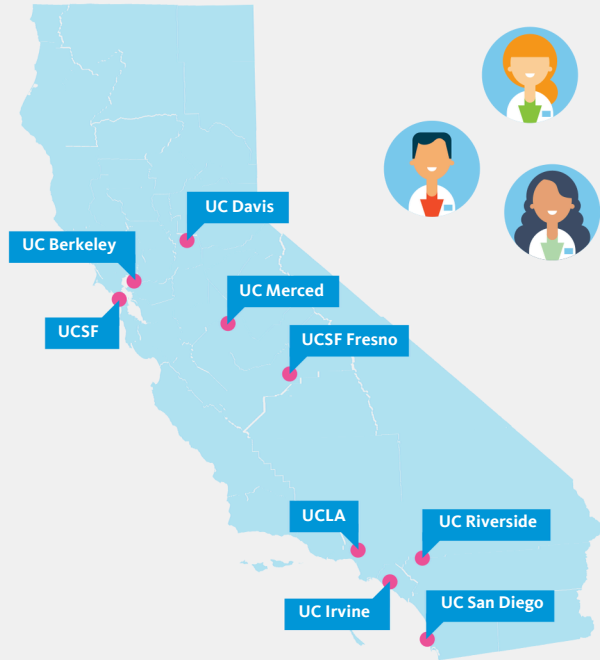 UC Davis
UC Berkeley
UC Merced
UCSF
UCSF Fresno
UCLA
UC Riverside
UC Irvine
UC San Diego